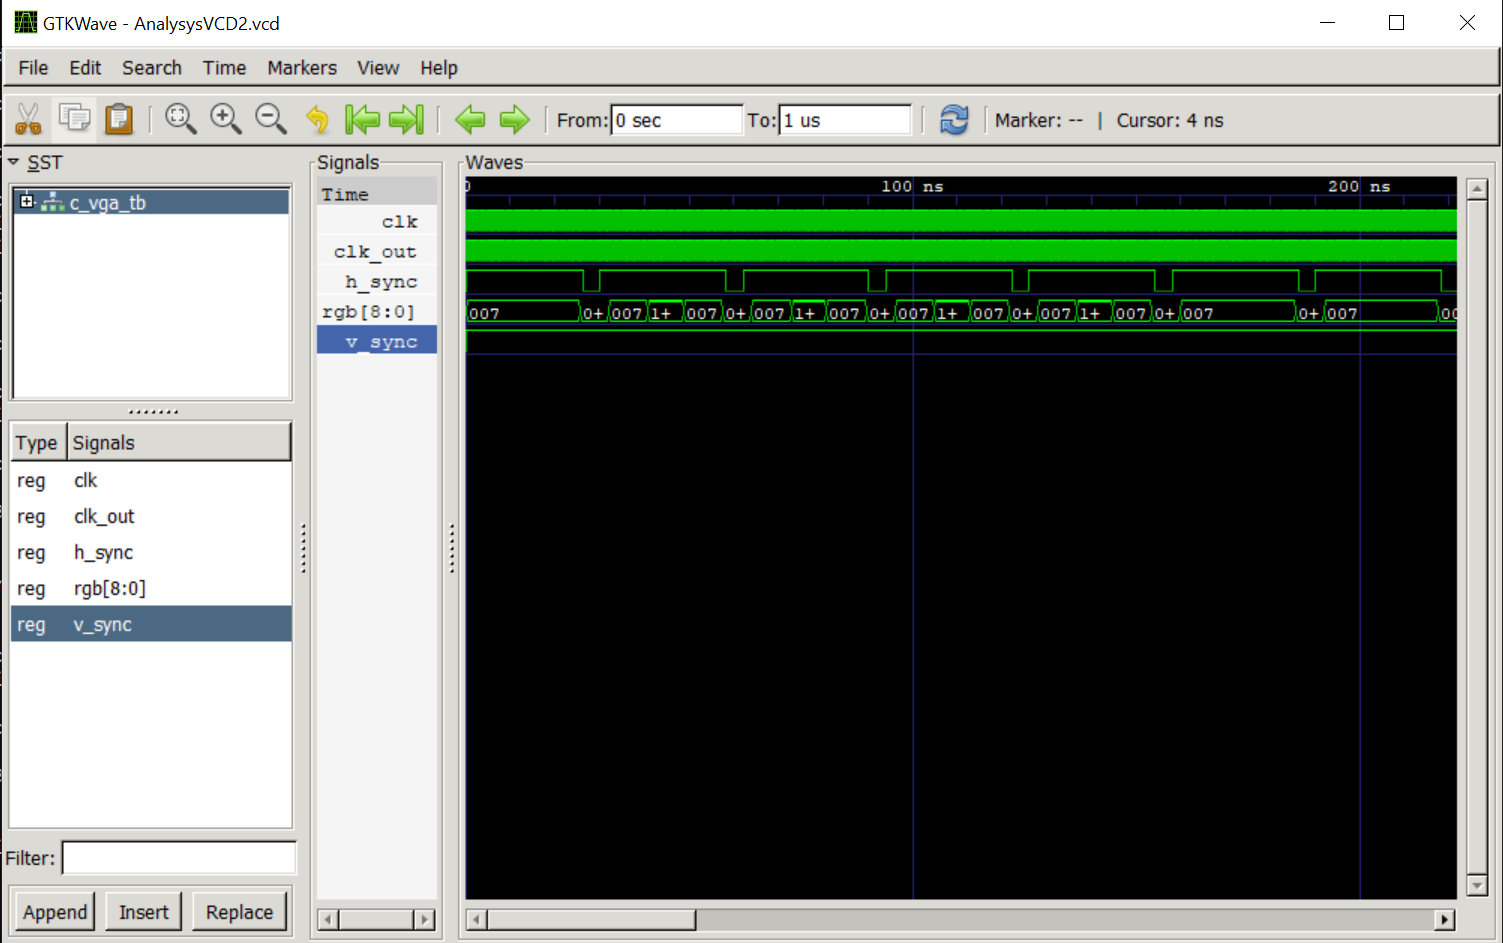 GTKWave - AnalysysVCD2.vcd
File Edit Search Time Markers View Help
From: 0 sec To: 1 us Marker: -- | Cursor: 4 ns
SST
c_vga_tb
Type Signals
reg clk
reg clk_out
reg h_sync
reg rgb[8:0]
reg v_sync
Filter:
Append Insert Replace
Signals
Time
clk
clk_out
h_sync
rgb[8:0]
v_sync
Waves
0 100 ns 200 ns
007 0+ 007 1+ 007 0+ 007 1+ 007 0+ 007 1+ 007 0+ 007 1+ 007 0+ 007 0+ 007 00